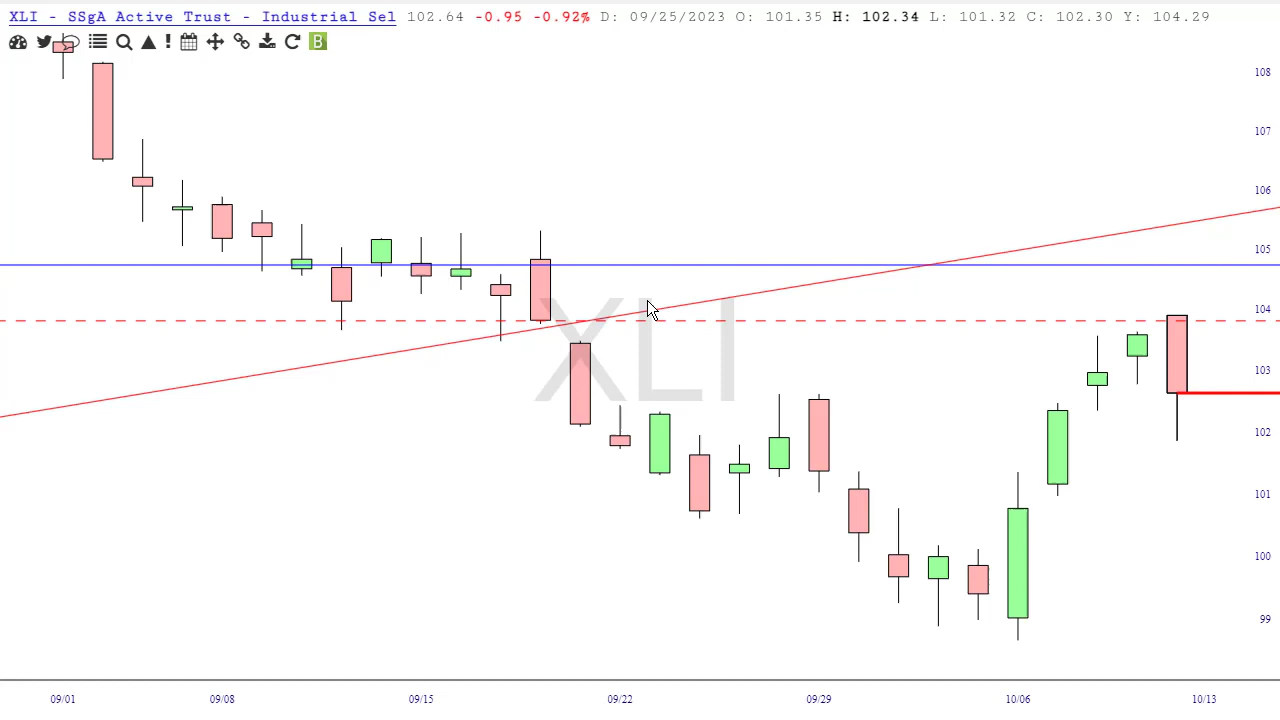 XLI - SSgA Active Trust - Industrial Sel 102.64 -0.95 -0.92% D: 09/25/2023 O: 101.35 H: 102.34 L: 101.32 C: 102.30 Y: 104.29
B
108
107
106
105
104
XLI
103
102
101
100
99
09/01 09/08 09/15 09/22 09/29 10/06 10/13